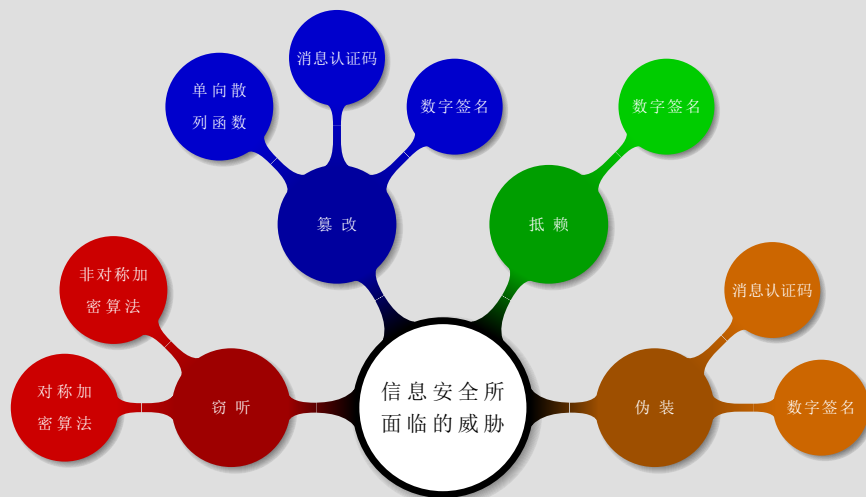 消息认证码
单向散
列函数
数字签名
数字签名
篡改
抵赖
非对称加
密算法
消息认证码
对称加
密算法
窃听
信息安全所
面临的威胁
伪装
数字签名